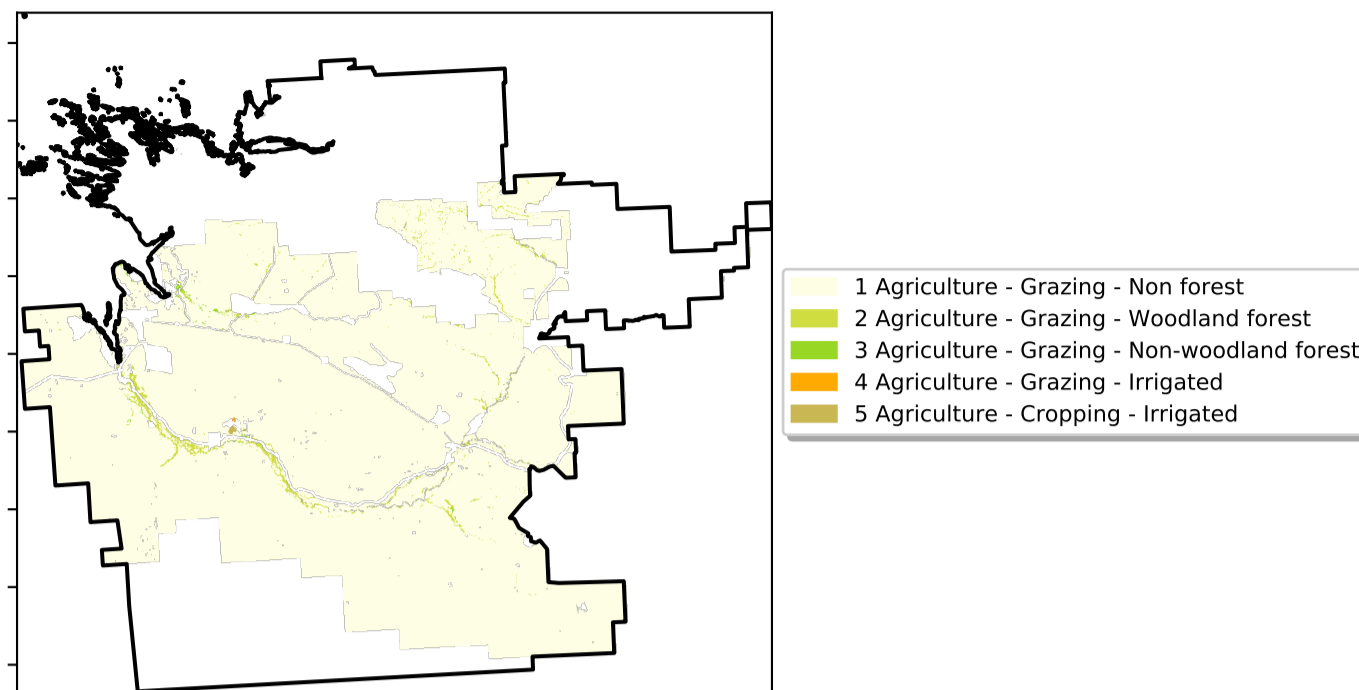 1 Agriculture - Grazing - Non forest
2 Agriculture - Grazing - Woodland forest
3 Agriculture - Grazing - Non-woodland forest
4 Agriculture - Grazing - Irrigated
5 Agriculture - Cropping - Irrigated